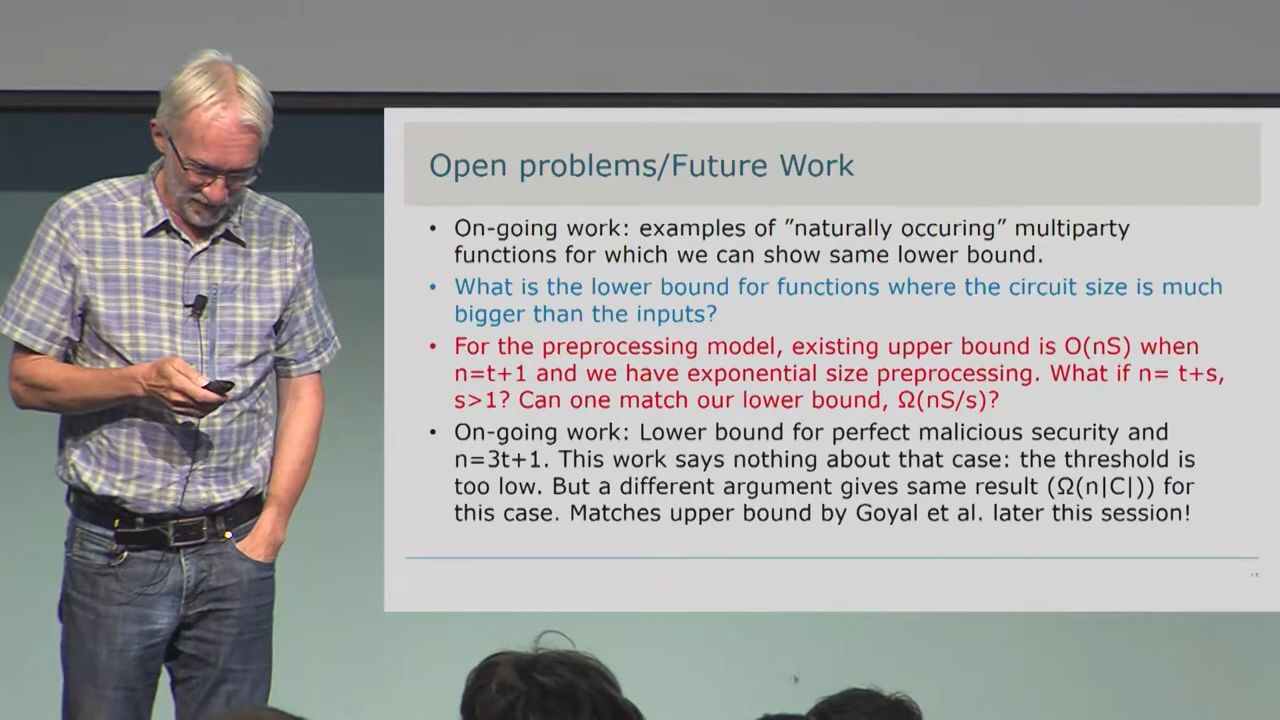 Open problems/Future Work
• On-going work: examples of ”naturally occuring” multiparty
functions for which we can show same lower bound.
• What is the lower bound for functions where the circuit size is much
bigger than the inputs?
• For the preprocessing model, existing upper bound is O(nS) when
n=t+1 and we have exponential size preprocessing. What if n= t+s,
s>1? Can one match our lower bound, Ω(nS/s)?
• On-going work: Lower bound for perfect malicious security and
n=3t+1. This work says nothing about that case: the threshold is
too low. But a different argument gives same result (Ω(n|C|)) for
this case. Matches upper bound by Goyal et al. later this session!